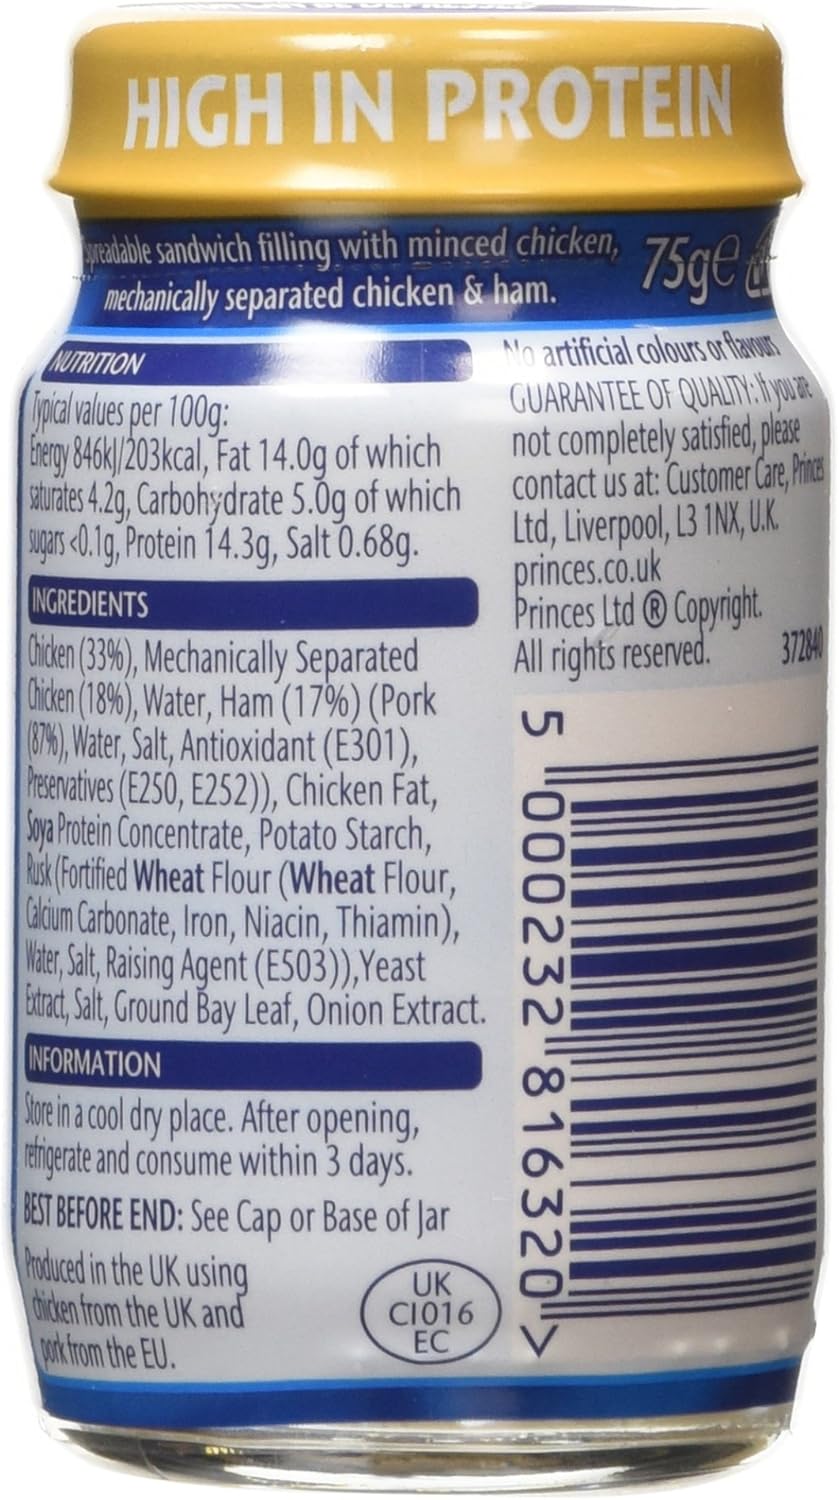 HIGH IN PROTEIN
Spreadable sandwich filling with minced chicken,
mechanically separated chicken & ham.
75g℮
NUTRITION
Typical values per 100g:
Energy 846kJ/203kcal, Fat 14.0g of which
saturates 4.2g, Carbohydrate 5.0g of which
sugars <0.1g, Protein 14.3g, Salt 0.68g.
INGREDIENTS
Chicken (33%), Mechanically Separated
Chicken (18%), Water, Ham (17%) (Pork
(87%), Water, Salt, Antioxidant (E301),
Preservatives (E250, E252)), Chicken Fat,
Soya Protein Concentrate, Potato Starch,
Rusk (Fortified Wheat Flour (Wheat Flour,
Calcium Carbonate, Iron, Niacin, Thiamin),
Water, Salt, Raising Agent (E503)), Yeast
Extract, Salt, Ground Bay Leaf, Onion Extract.
INFORMATION
Store in a cool dry place. After opening,
refrigerate and consume within 3 days.
BEST BEFORE END: See Cap or Base of Jar
Produced in the UK using
chicken from the UK and
pork from the EU.
UK
CI016
EC
No artificial colours or flavours
GUARANTEE OF QUALITY: If you are
not completely satisfied, please
contact us at: Customer Care, Princes
Ltd, Liverpool, L3 1NX, U.K.
princes.co.uk
Princes Ltd ® Copyright.
All rights reserved.
372840
5 000232 816320 >